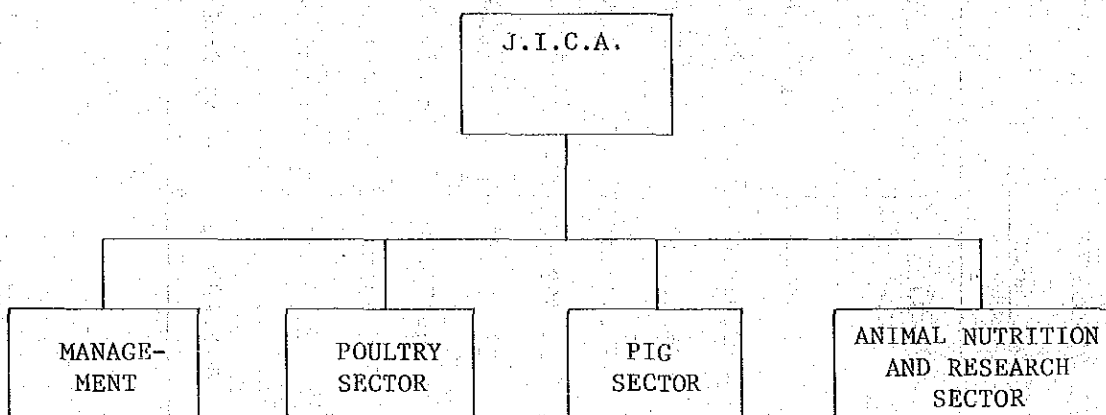 J.I.C.A.
MANAGE-
MENT
POULTRY
SECTOR
PIG
SECTOR
ANIMAL NUTRITION
AND RESEARCH
SECTOR